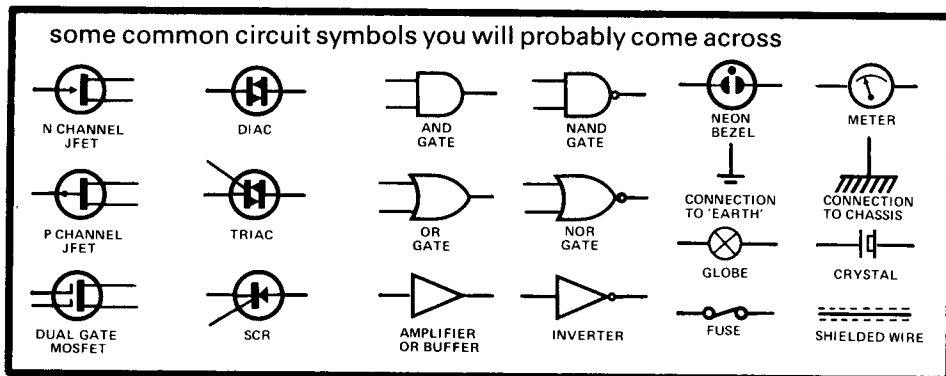 some common circuit symbols you will probably come across
N CHANNEL
JFET
DIAC
AND
GATE
NAND
GATE
NEON
BEZEL
METER
P CHANNEL
JFET
TRIAC
OR
GATE
NOR
GATE
CONNECTION
TO 'EARTH'
CONNECTION
TO CHASSIS
GLOBE
CRYSTAL
DUAL GATE
MOSFET
SCR
AMPLIFIER
OR BUFFER
INVERTER
FUSE
SHIELDED WIRE